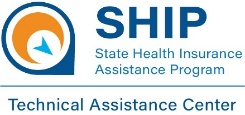 SHIP
State Health Insurance
Assistance Program
Technical Assistance Center